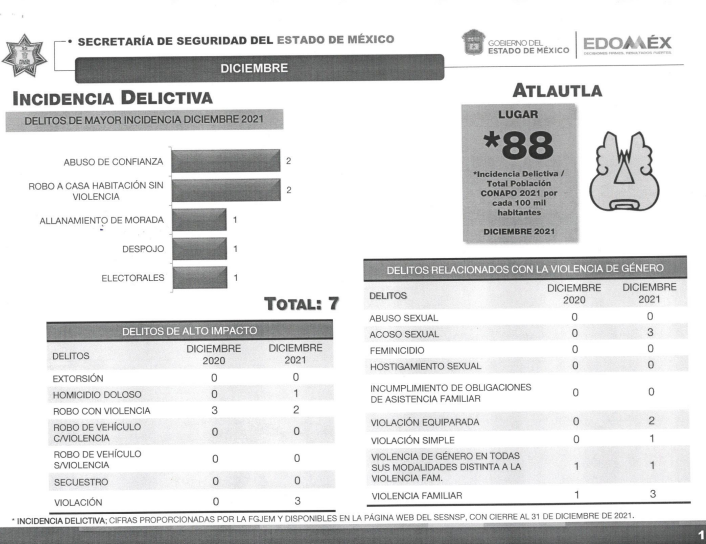 • SECRETARÍA DE SEGURIDAD DEL ESTADO DE MÉXICO
GOBIERNO DEL
ESTADO DE MÉXICO
EDOMÉX
DECISIONES FIRMES, RESULTADOS FUERTES.
DICIEMBRE
INCIDENCIA DELICTIVA
DELITOS DE MAYOR INCIDENCIA DICIEMBRE 2021
ABUSO DE CONFIANZA 2
ROBO A CASA HABITACIÓN SIN
VIOLENCIA 2
ALLANAMIENTO DE MORADA 1
DESPOJO 1
ELECTORALES 1
TOTAL: 7
ATLAUTLA
LUGAR
*88
*Incidencia Delictiva /
Total Población
CONAPO 2021 por
cada 100 mil
habitantes
DICIEMBRE 2021
DELITOS DE ALTO IMPACTO
DELITOS DICIEMBRE 2020 DICIEMBRE 2021
EXTORSIÓN 0 0
HOMICIDIO DOLOSO 0 1
ROBO CON VIOLENCIA 3 2
ROBO DE VEHÍCULO
C/VIOLENCIA 0 0
ROBO DE VEHÍCULO
S/VIOLENCIA 0 0
SECUESTRO 0 0
VIOLACIÓN 0 3
DELITOS RELACIONADOS CON LA VIOLENCIA DE GÉNERO
DELITOS DICIEMBRE 2020 DICIEMBRE 2021
ABUSO SEXUAL 0 0
ACOSO SEXUAL 0 3
FEMINICIDIO 0 0
HOSTIGAMIENTO SEXUAL 0 0
INCUMPLIMIENTO DE OBLIGACIONES
DE ASISTENCIA FAMILIAR 0 0
VIOLACIÓN EQUIPARADA 0 2
VIOLACIÓN SIMPLE 0 1
VIOLENCIA DE GÉNERO EN TODAS
SUS MODALIDADES DISTINTA A LA
VIOLENCIA FAM. 1 1
VIOLENCIA FAMILIAR 1 3
* INCIDENCIA DELICTIVA; CIFRAS PROPORCIONADAS POR LA FGJEM Y DISPONIBLES EN LA PÁGINA WEB DEL SESNSP, CON CIERRE AL 31 DE DICIEMBRE DE 2021.
1